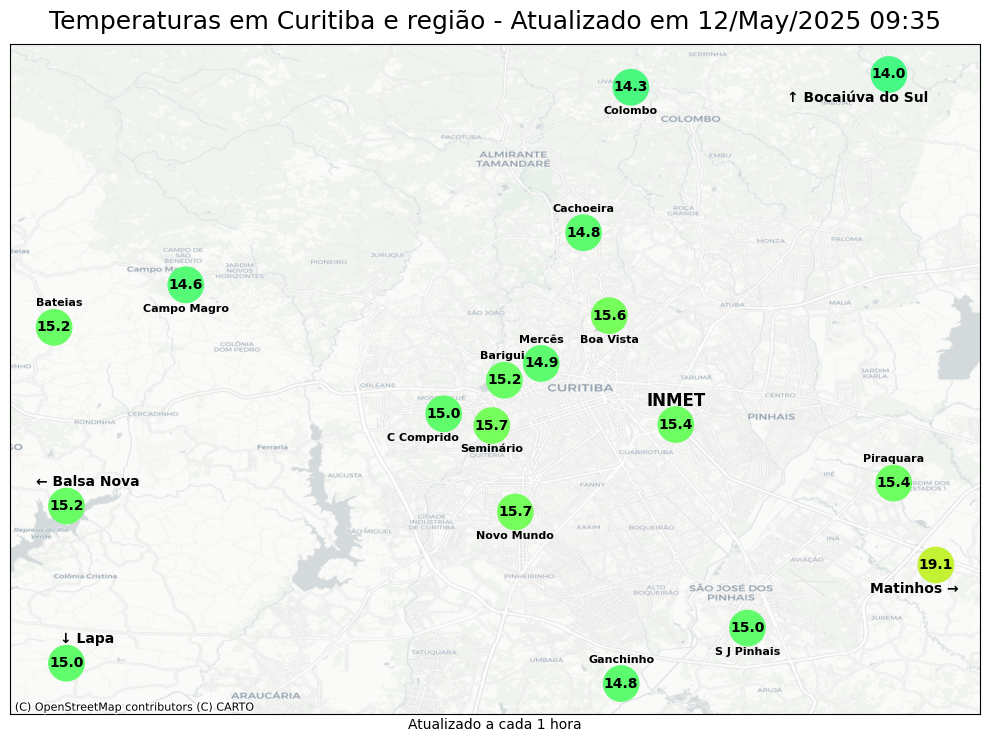 Temperaturas em Curitiba e região - Atualizado em 12/May/2025 09:35
SERRINHA
14.3
Colombo
14.0
↑ Bocaiúva do Sul
COLOMBO
PACOTUBA
ALMIRANTE
TAMANDARÉ
EMBU
Cachoeira
14.8
ROÇA
GRANDE
MONZA
PALOMA
CAMPO DE
SÃO
BENEDITO
JURUQUI
PIONEIRO
JARDIM
NOVOS
HORIZONTES
14.6
Campo Magro
Bateias
15.2
ATUBA
MAUÁ
SÃO JOÃO
15.6
Boa Vista
COLÔNIA
DOM PEDRO
Mercês
14.9
Barigui
15.2
ORLEANS
CURITIBA
TARUMÃ
JARDIM
KARLA
CENTRO
INMET
15.4
PINHAIS
15.0
C Comprido
15.7
Seminário
CERCADINHO
RONDINHA
Ferraria
GUABIROTUBA
Piraquara
15.4
AUGUSTA
FANNY
IPÊ
← Balsa Nova
15.2
15.7
Novo Mundo
CIDADE
INDUSTRIAL
DE CURITIBA
SÃO MIGUEL
XAXIM
BOQUEIRÃO
INÁ
Represa do Rio
Verde
AVIAÇÃO
19.1
Matinhos →
Colônia Cristina
PINHEIRINHO
ALTO
BOQUEIRÃO
SÃO JOSÉ DOS
PINHAIS
JUREMA
↓ Lapa
15.0
15.0
S J Pinhais
TATUQUARA
UMBARÁ
Ganchinho
14.8
ARAUCÁRIA
ARUJÁ
(C) OpenStreetMap contributors (C) CARTO
Atualizado a cada 1 hora